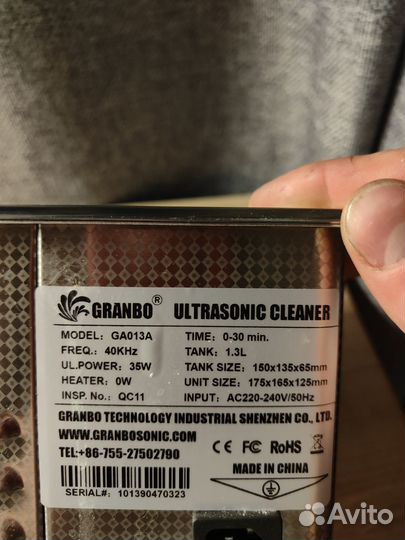 GRANBO® ULTRASONIC CLEANER
MODEL: GA013A TIME: 0-30 min.
FREQ.: 40KHz TANK: 1.3L
UL.POWER: 35W TANK SIZE: 150x135x65mm
HEATER: 0W UNIT SIZE: 175x165x125mm
INSP. No.: QC11 INPUT: AC220-240V/50Hz
GRANBO TECHNOLOGY INDUSTRIAL SHENZHEN CO., LTD.
WWW.GRANBOSONIC.COM
TEL:+86-755-27502790 CE FC RoHS
MADE IN CHINA
SERIAL#: 101390470323
Avito